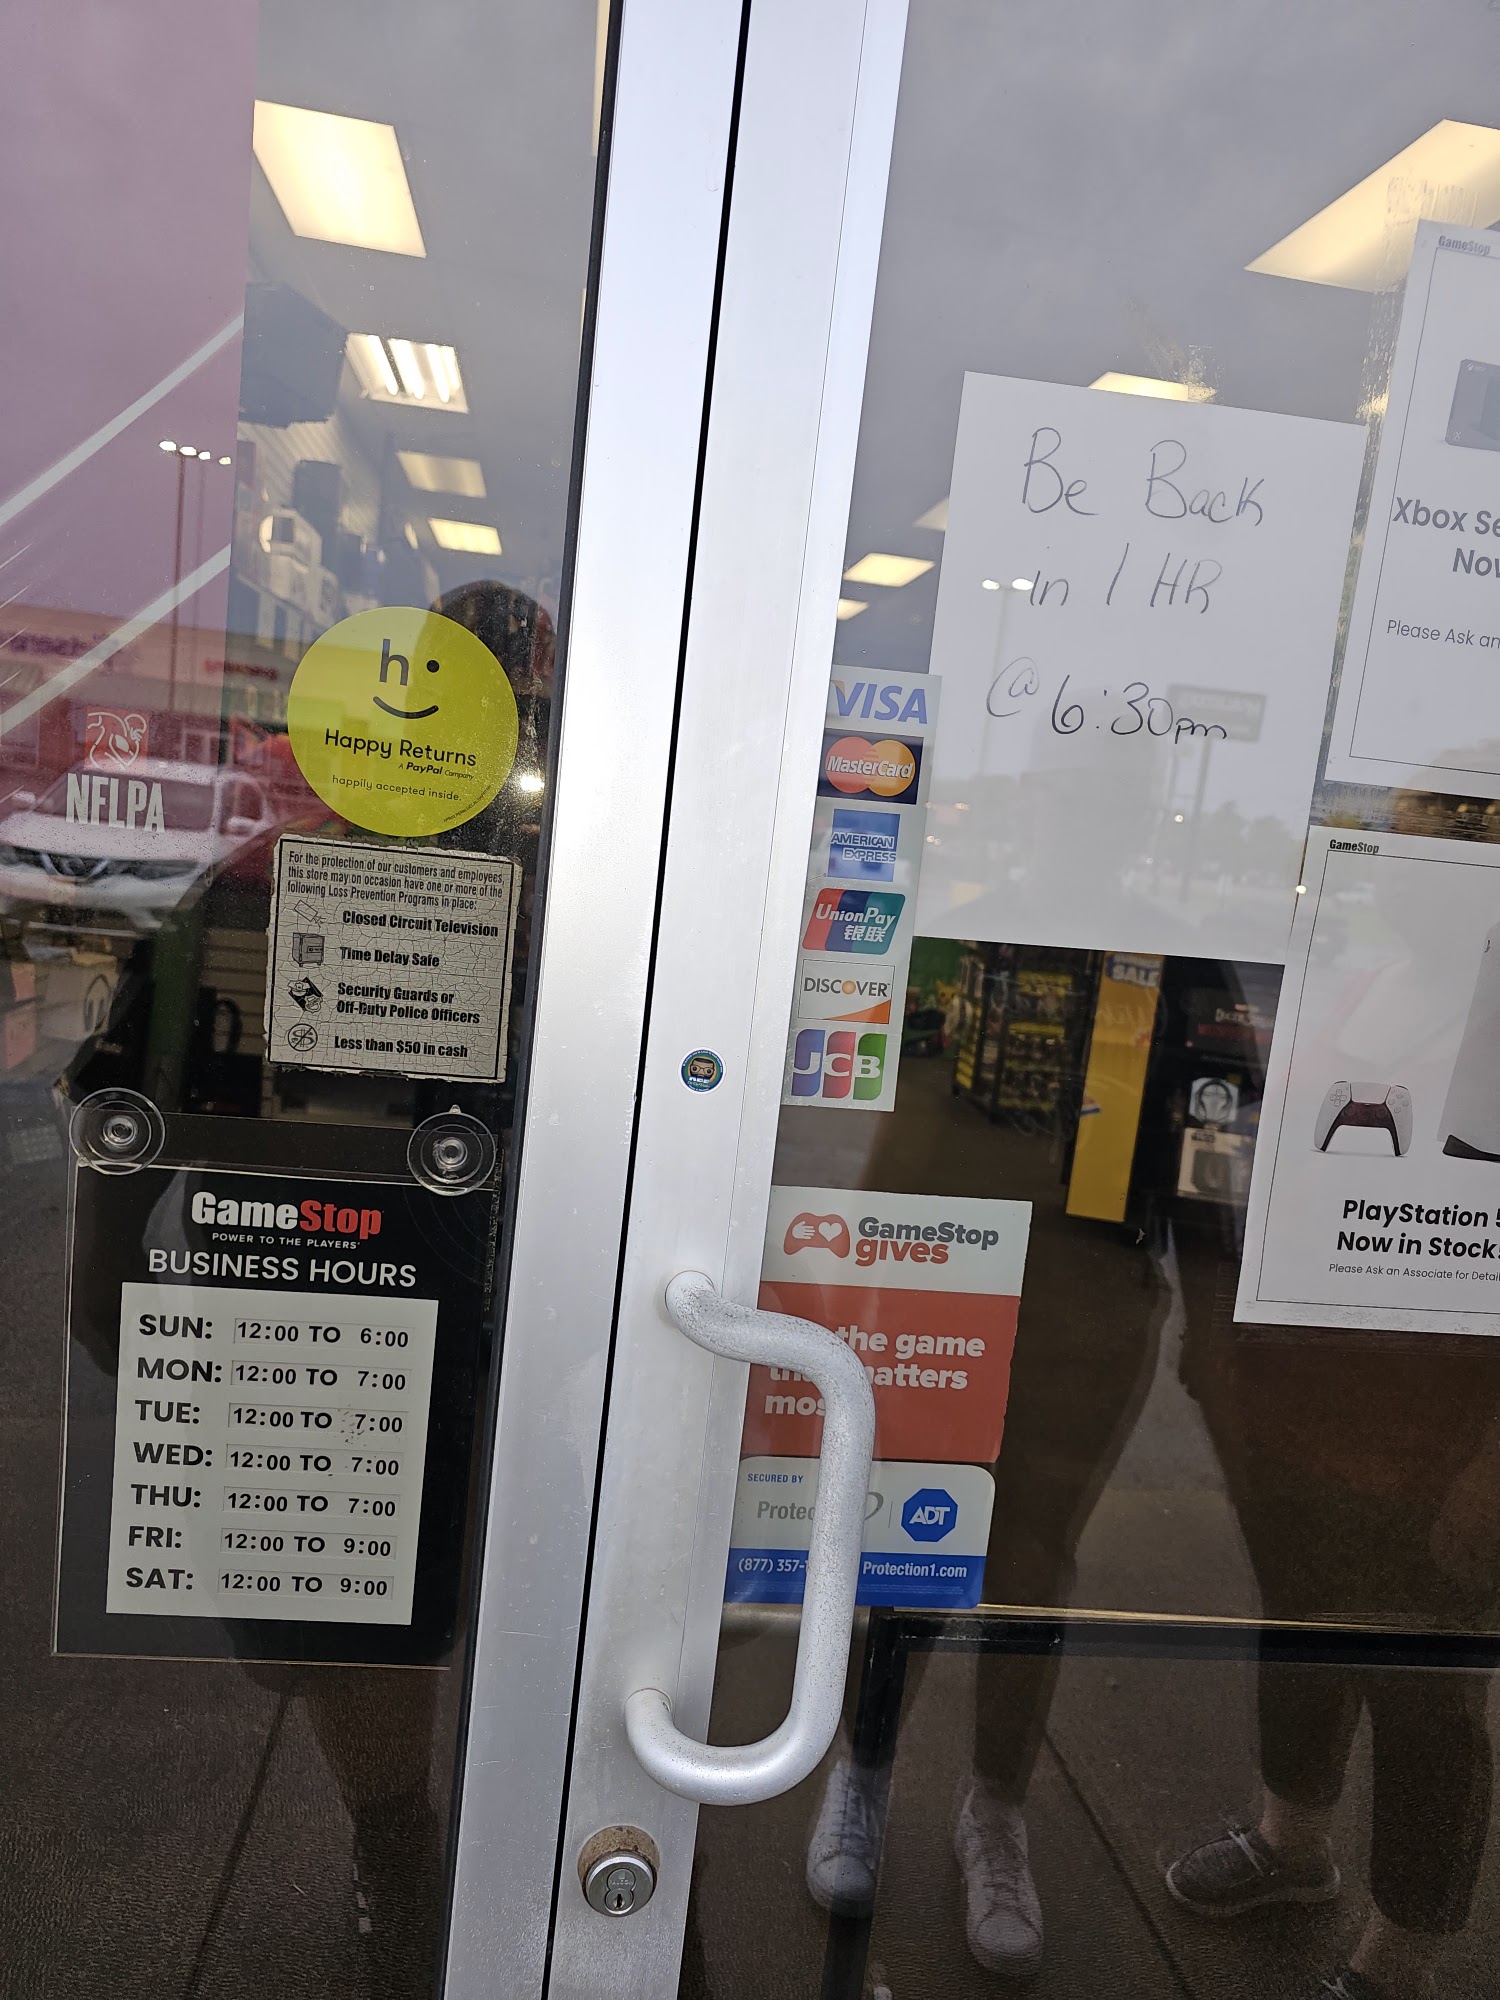 h
Happy Returns
A PayPal Company
happily accepted inside.
NFLPA
For the protection of our customers and employees,
this store may on occasion have one or more of the
following Loss Prevention Programs in place:
Closed Circuit Television
Time Delay Safe
Security Guards or
Off-Duty Police Officers
Less than $50 in cash
GameStop
POWER TO THE PLAYERS
BUSINESS HOURS
SUN: 12:00 TO 6:00
MON: 12:00 TO 7:00
TUE: 12:00 TO 7:00
WED: 12:00 TO 7:00
THU: 12:00 TO 7:00
FRI: 12:00 TO 9:00
SAT: 12:00 TO 9:00
Be Back
in 1 HR
@ 6:30pm
VISA
MasterCard
AMERICAN
EXPRESS
UnionPay
银联
DISCOVER
JCB
GameStop
gives
the game
matters
SECURED BY
ADT
(877) 357-
Protection1.com
SALE
GameStop
Xbox
Please Ask an
GameStop
PlayStation 5
Now in Stock!
Please Ask an Associate for